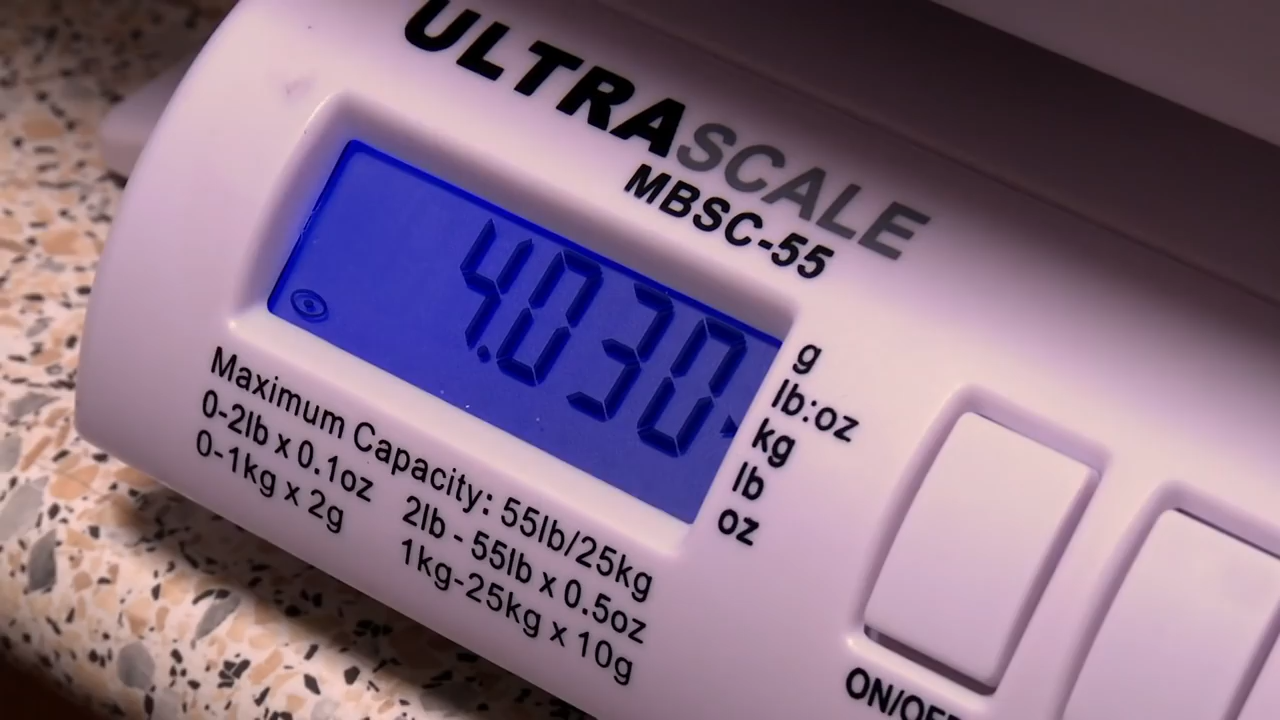 ULTRASCALE
MBSC-55
4.030
g
lb:oz
kg
lb
oz
Maximum Capacity: 55lb/25kg
0-2lb x 0.1oz 2lb - 55lb x 0.5oz
0-1kg x 2g 1kg-25kg x 10g
ON/OFF